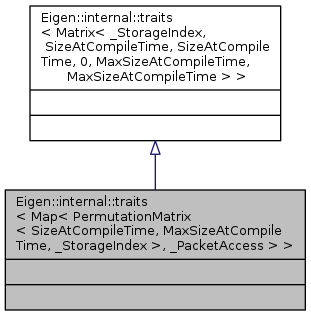 Eigen::internal::traits
< Matrix< _StorageIndex,
SizeAtCompileTime, SizeAtCompile
Time, 0, MaxSizeAtCompileTime,
MaxSizeAtCompileTime > >
Eigen::internal::traits
< Map< PermutationMatrix
< SizeAtCompileTime, MaxSizeAtCompile
Time, _StorageIndex >, _PacketAccess > >